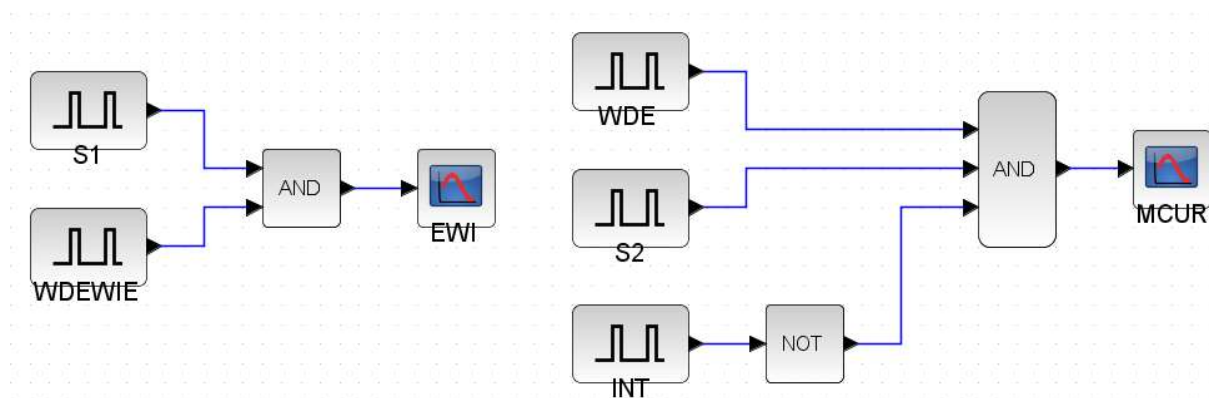 S1
WDEWIE
AND
EWI
WDE
S2
INT
NOT
AND
MCUR